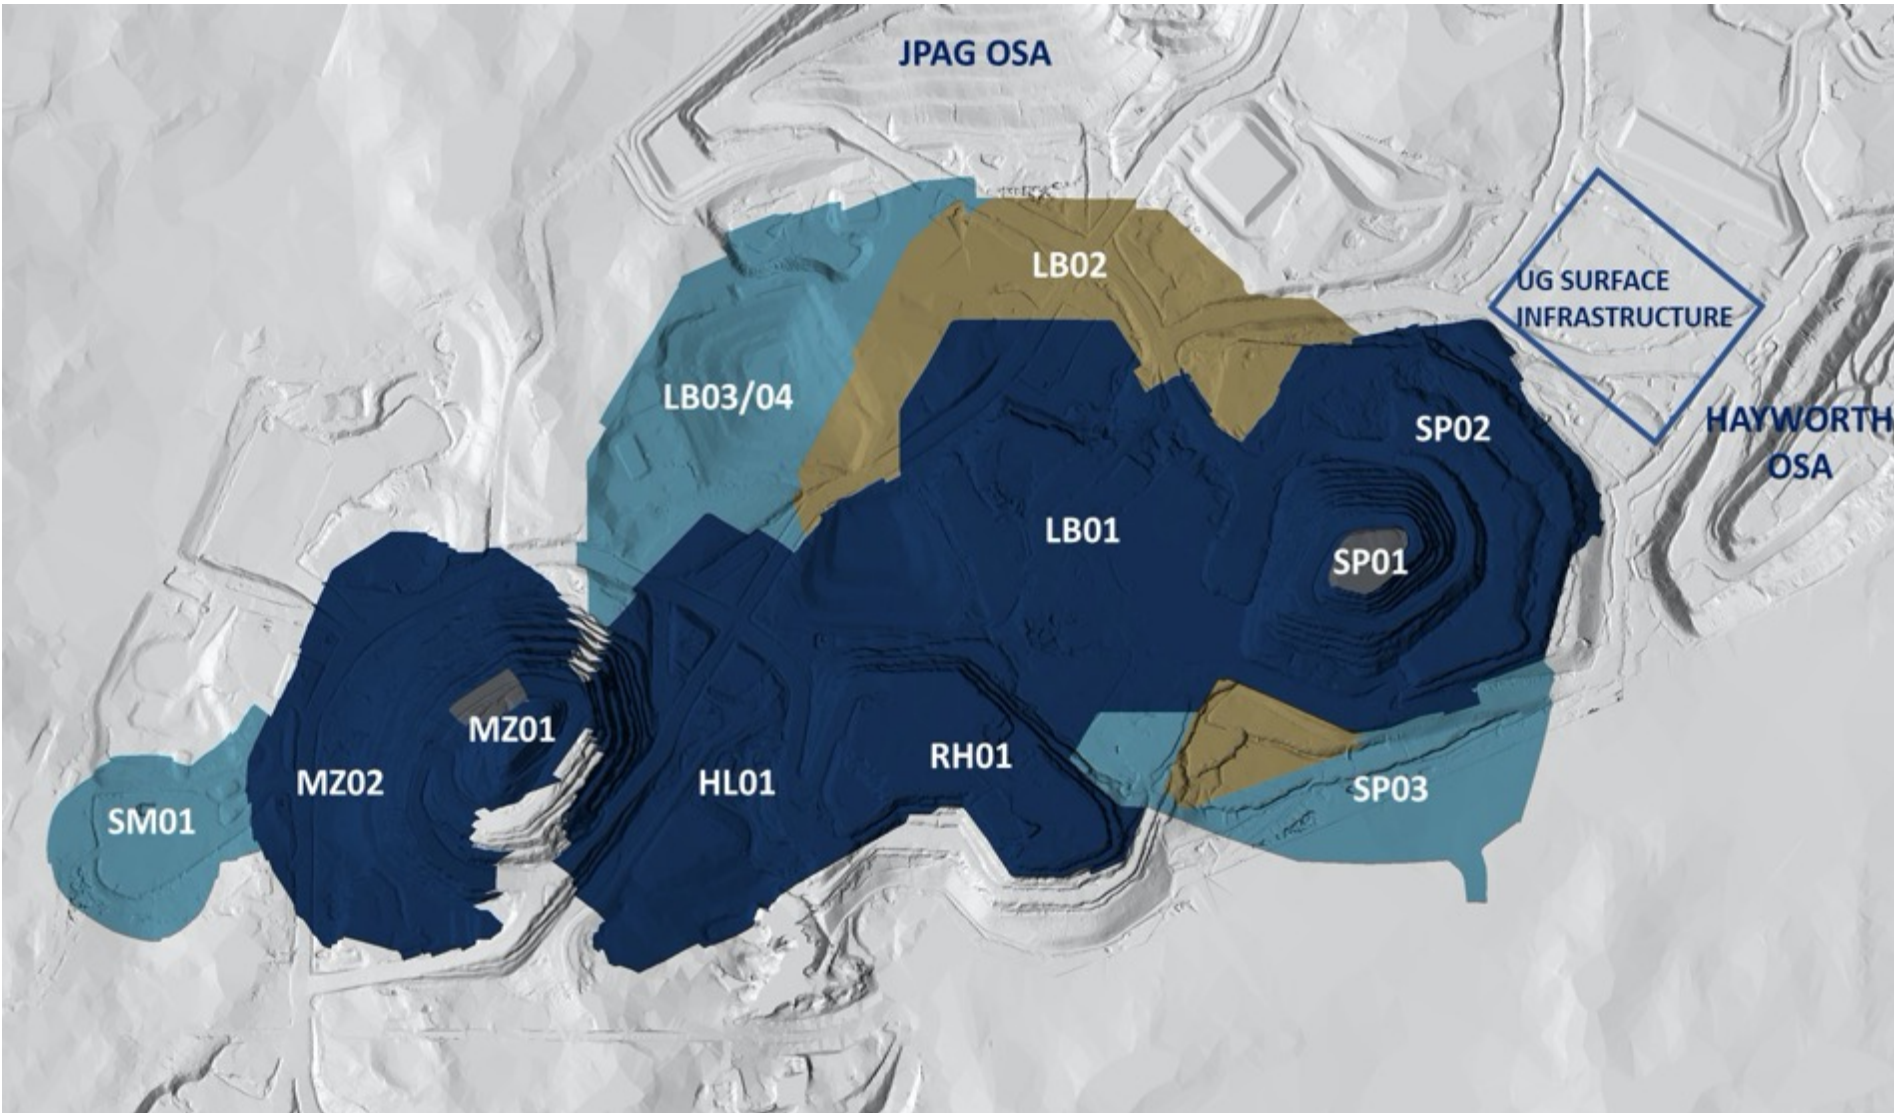 JPAG OSA
LB02
UG SURFACE
INFRASTRUCTURE
LB03/04
SP02
HAYWORTH
OSA
LB01
SP01
MZ01
RH01
MZ02
HL01
SP03
SM01